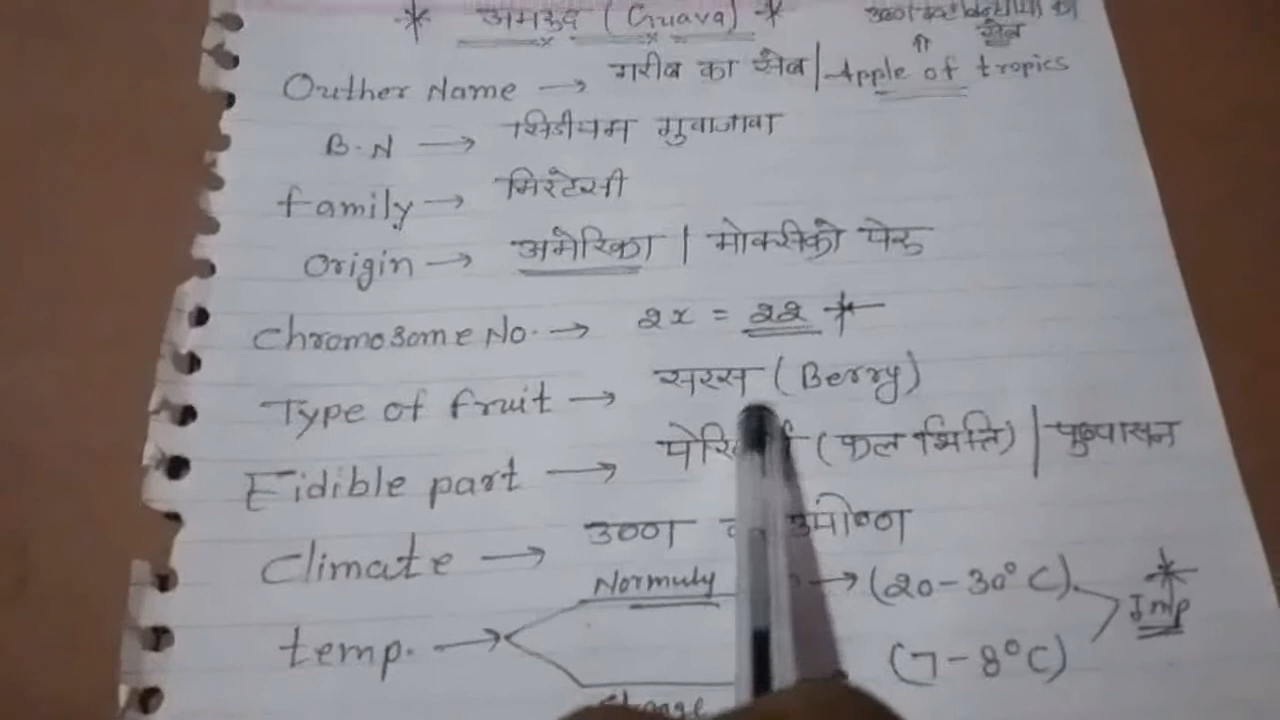 * अमरुद (Guava) *
सेब
Outher Name → गरीब का सेब | Apple of tropics
B.N → सिडीयम गुवाजावा
family → मिरटेसी
Origin → अमेरिका | मोक्सीको पेरु
Chromosome No. → 2x = 22 *
Type of fruit → सरस (Berry)
Eidible part → (फल भिति) | पुष्पासन
Climate → उष्ण उपोष्ण
Normuly → (20-30°C).
temp. → * Imp
(7-8°C)